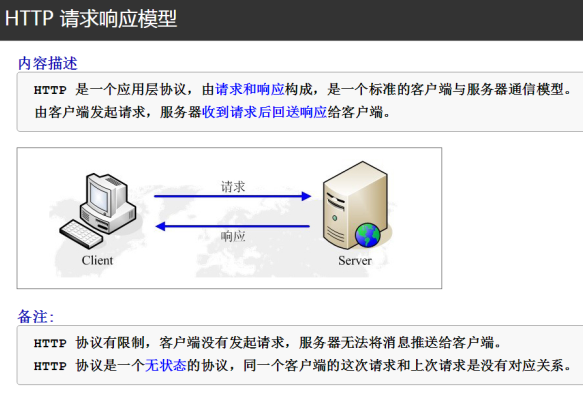 HTTP 请求响应模型
内容描述
HTTP 是一个应用层协议，由请求和响应构成，是一个标准的客户端与服务器通信模型。
由客户端发起请求，服务器收到请求后回送响应给客户端。
请求
响应
Client
Server
备注：
HTTP 协议有限制，客户端没有发起请求，服务器无法将消息推送给客户端。
HTTP 协议是一个无状态的协议，同一个客户端的这次请求和上次请求是没有对应关系。